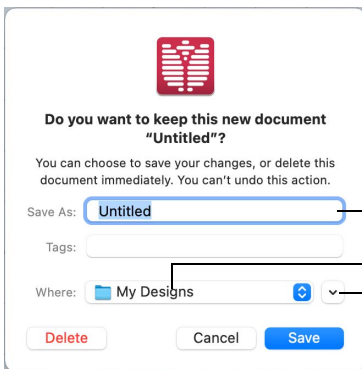 Do you want to keep this new document
“Untitled”?
You can choose to save your changes, or delete this
document immediately. You can’t undo this action.
Save As: Untitled
Tags:
Where: My Designs
Delete Cancel Save